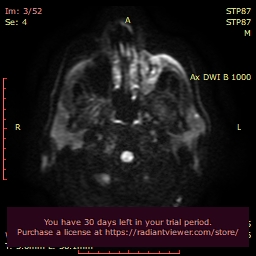 Im: 3/52
Se: 4
A
STP87
STP87
M
Ax DWI B 1000
R
L
You have 30 days left in your trial period.
Purchase a license at https://radiantviewer.com/store/